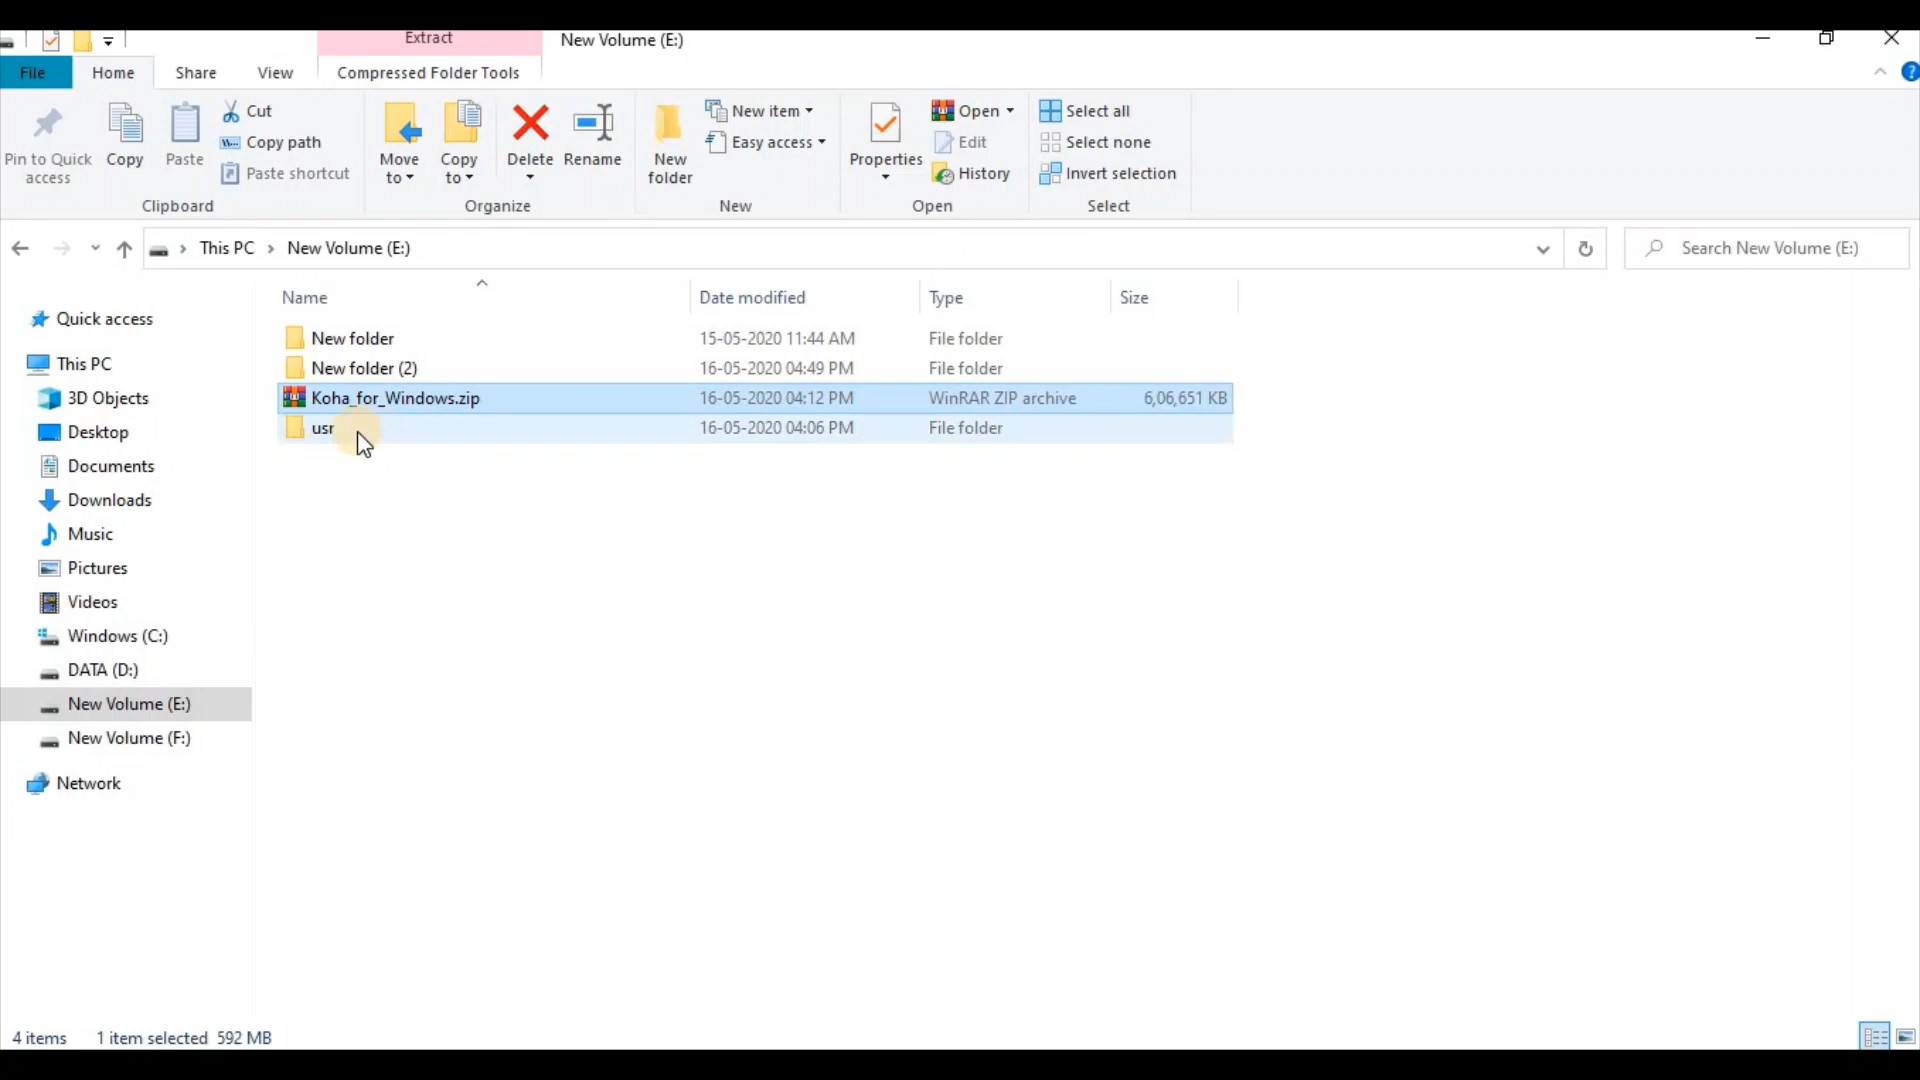 Extract
New Volume (E:)
File
Home
Share
View
Compressed Folder Tools
Pin to Quick access
Copy
Paste
Cut
Copy path
Paste shortcut
Clipboard
Move to
Copy to
Delete
Rename
Organize
New folder
New item
Easy access
New
Properties
Open
Edit
History
Open
Select all
Select none
Invert selection
Select
This PC
New Volume (E:)
Search New Volume (E:)
Name
Date modified
Type
Size
New folder 15-05-2020 11:44 AM File folder
New folder (2) 16-05-2020 04:49 PM File folder
Koha_for_Windows.zip 16-05-2020 04:12 PM WinRAR ZIP archive 6,06,651 KB
usr 16-05-2020 04:06 PM File folder
Quick access
This PC
3D Objects
Desktop
Documents
Downloads
Music
Pictures
Videos
Windows (C:)
DATA (D:)
New Volume (E:)
New Volume (F:)
Network
4 items 1 item selected 592 MB